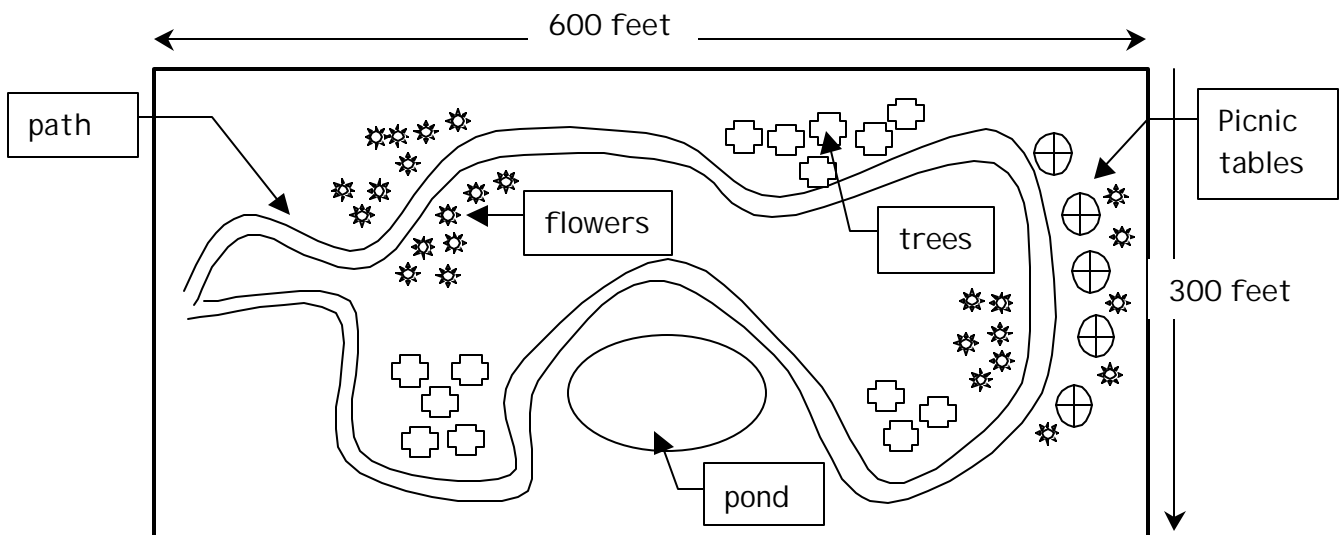 600 feet
path
Picnic
tables
flowers
trees
300 feet
pond